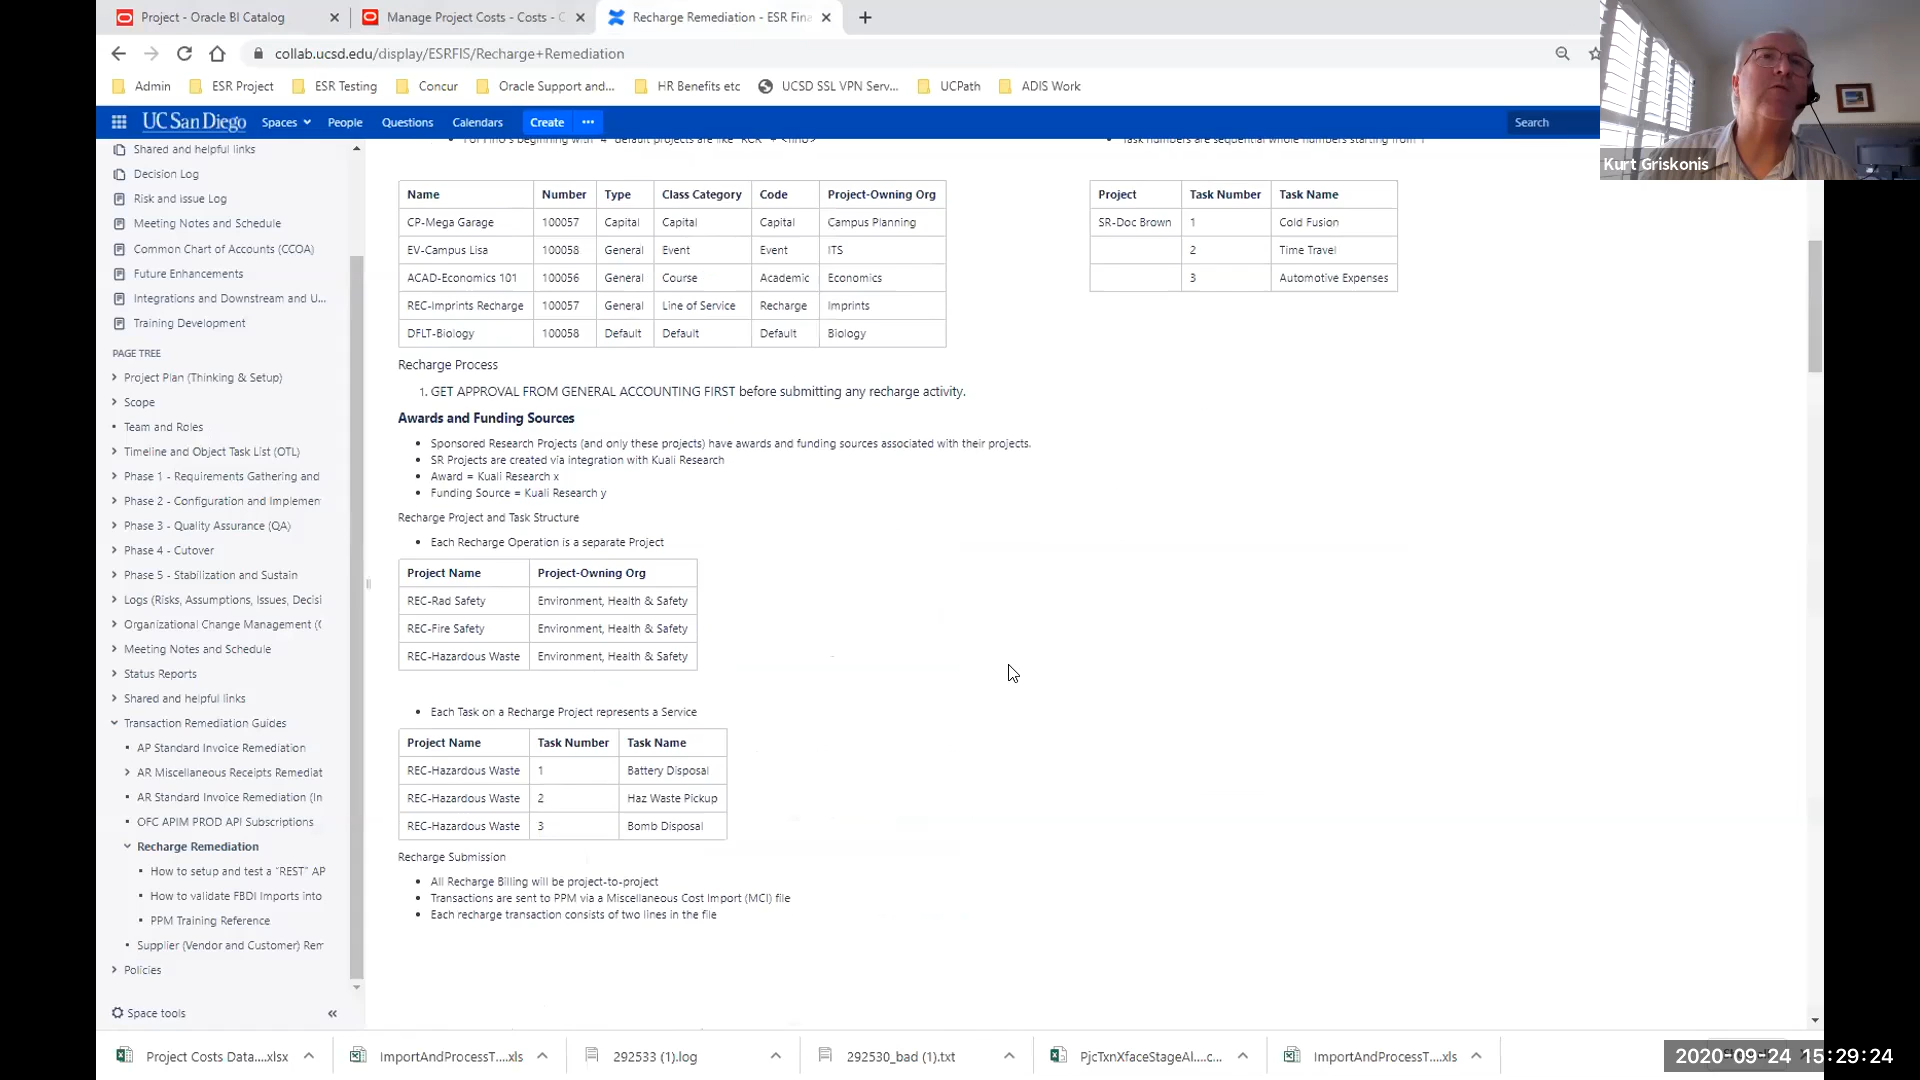 Project - Oracle BI Catalog
Manage Project Costs - Costs - C
Recharge Remediation - ESR Fina
collab.ucsd.edu/display/ESRFIS/Recharge+Remediation
Admin
ESR Project
ESR Testing
Concur
Oracle Support and...
HR Benefits etc
UCSD SSL VPN Serv...
UCPath
ADIS Work
UC San Diego
Spaces
People
Questions
Calendars
Create
Search
Kurt Griskonis
Shared and helpful links
Decision Log
Risk and Issue Log
Meeting Notes and Schedule
Common Chart of Accounts (CCOA)
Future Enhancements
Integrations and Downstream and U...
Training Development
PAGE TREE
Project Plan (Thinking & Setup)
Scope
Team and Roles
Timeline and Object Task List (OTL)
Phase 1 - Requirements Gathering and
Phase 2 - Configuration and Implemen
Phase 3 - Quality Assurance (QA)
Phase 4 - Cutover
Phase 5 - Stabilization and Sustain
Logs (Risks, Assumptions, Issues, Decisi
Organizational Change Management (
Meeting Notes and Schedule
Status Reports
Shared and helpful links
Transaction Remediation Guides
AP Standard Invoice Remediation
AR Miscellaneous Receipts Remediat
AR Standard Invoice Remediation (In
OFC APIM PROD API Subscriptions
Recharge Remediation
How to setup and test a "REST" AP
How to validate FBDI Imports into
PPM Training Reference
Supplier (Vendor and Customer) Rem
Policies
Space tools
Task numbers are sequential whole numbers starting from 1
Name Number Type Class Category Code Project-Owning Org
CP-Mega Garage 100057 Capital Capital Capital Campus Planning
EV-Campus Lisa 100058 General Event Event ITS
ACAD-Economics 101 100056 General Course Academic Economics
REC-Imprints Recharge 100057 General Line of Service Recharge Imprints
DFLT-Biology 100058 Default Default Default Biology
Project Task Number Task Name
SR-Doc Brown 1 Cold Fusion
2 Time Travel
3 Automotive Expenses
Recharge Process
1. GET APPROVAL FROM GENERAL ACCOUNTING FIRST before submitting any recharge activity.
Awards and Funding Sources
Sponsored Research Projects (and only these projects) have awards and funding sources associated with their projects.
SR Projects are created via integration with Kuali Research
Award = Kuali Research x
Funding Source = Kuali Research y
Recharge Project and Task Structure
Each Recharge Operation is a separate Project
Project Name Project-Owning Org
REC-Rad Safety Environment, Health & Safety
REC-Fire Safety Environment, Health & Safety
REC-Hazardous Waste Environment, Health & Safety
Each Task on a Recharge Project represents a Service
Project Name Task Number Task Name
REC-Hazardous Waste 1 Battery Disposal
REC-Hazardous Waste 2 Haz Waste Pickup
REC-Hazardous Waste 3 Bomb Disposal
Recharge Submission
All Recharge Billing will be project-to-project
Transactions are sent to PPM via a Miscellaneous Cost Import (MCI) file
Each recharge transaction consists of two lines in the file
Project Costs Data....xlsx
ImportAndProcessT....xls
292533 (1).log
292530_bad (1).txt
PjcTxnXfaceStageAl....c...
ImportAndProcessT....xls
2020-09-24 15:29:24